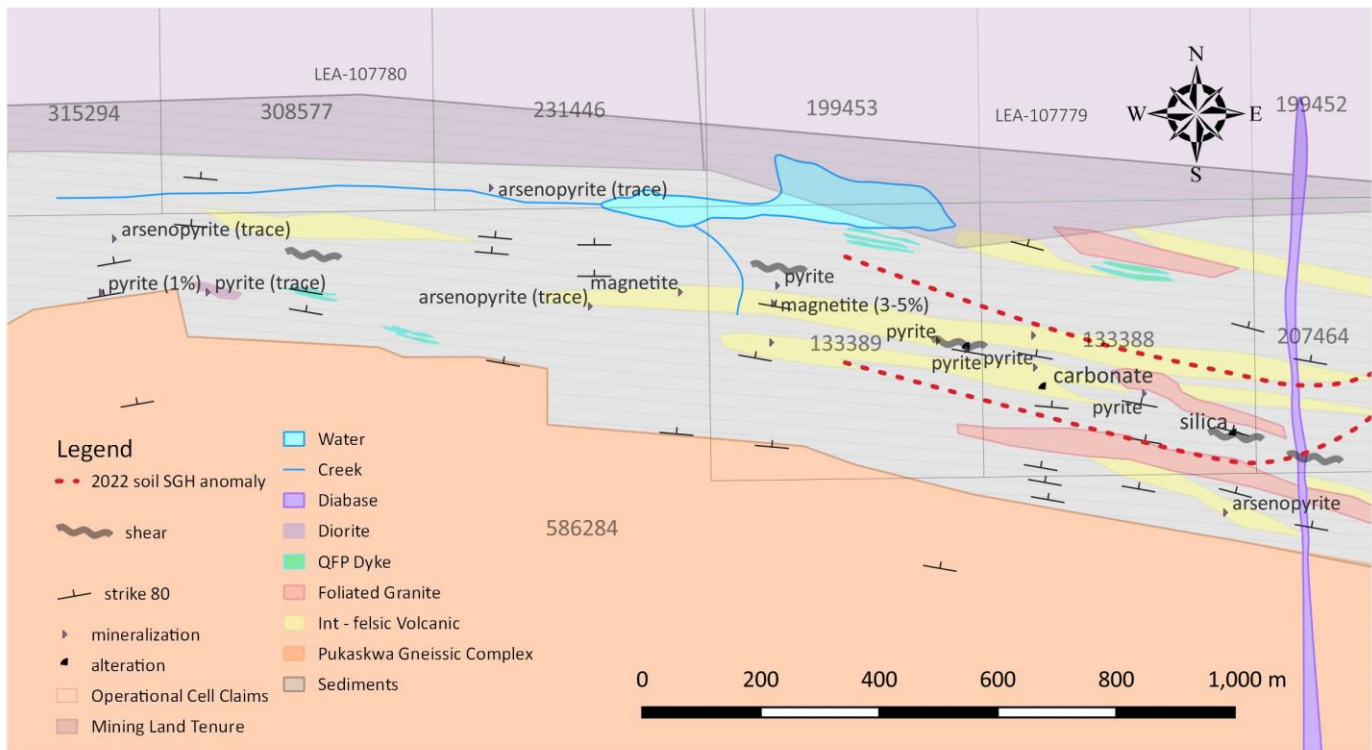 N
W
E
S
LEA-107780
315294
308577
231446
199453
LEA-107779
199452
arsenopyrite (trace)
arsenopyrite (trace)
pyrite (1%)
pyrite (trace)
arsenopyrite (trace)
magnetite
pyrite
magnetite (3-5%)
pyrite
133389
pyrite
pyrite
133388
207464
carbonate
pyrite
silica
arsenopyrite
586284
Legend
2022 soil SGH anomaly
shear
strike 80
mineralization
alteration
Operational Cell Claims
Mining Land Tenure
Water
Creek
Diabase
Diorite
QFP Dyke
Foliated Granite
Int - felsic Volcanic
Pukaskwa Gneissic Complex
Sediments
0 200 400 600 800 1,000 m